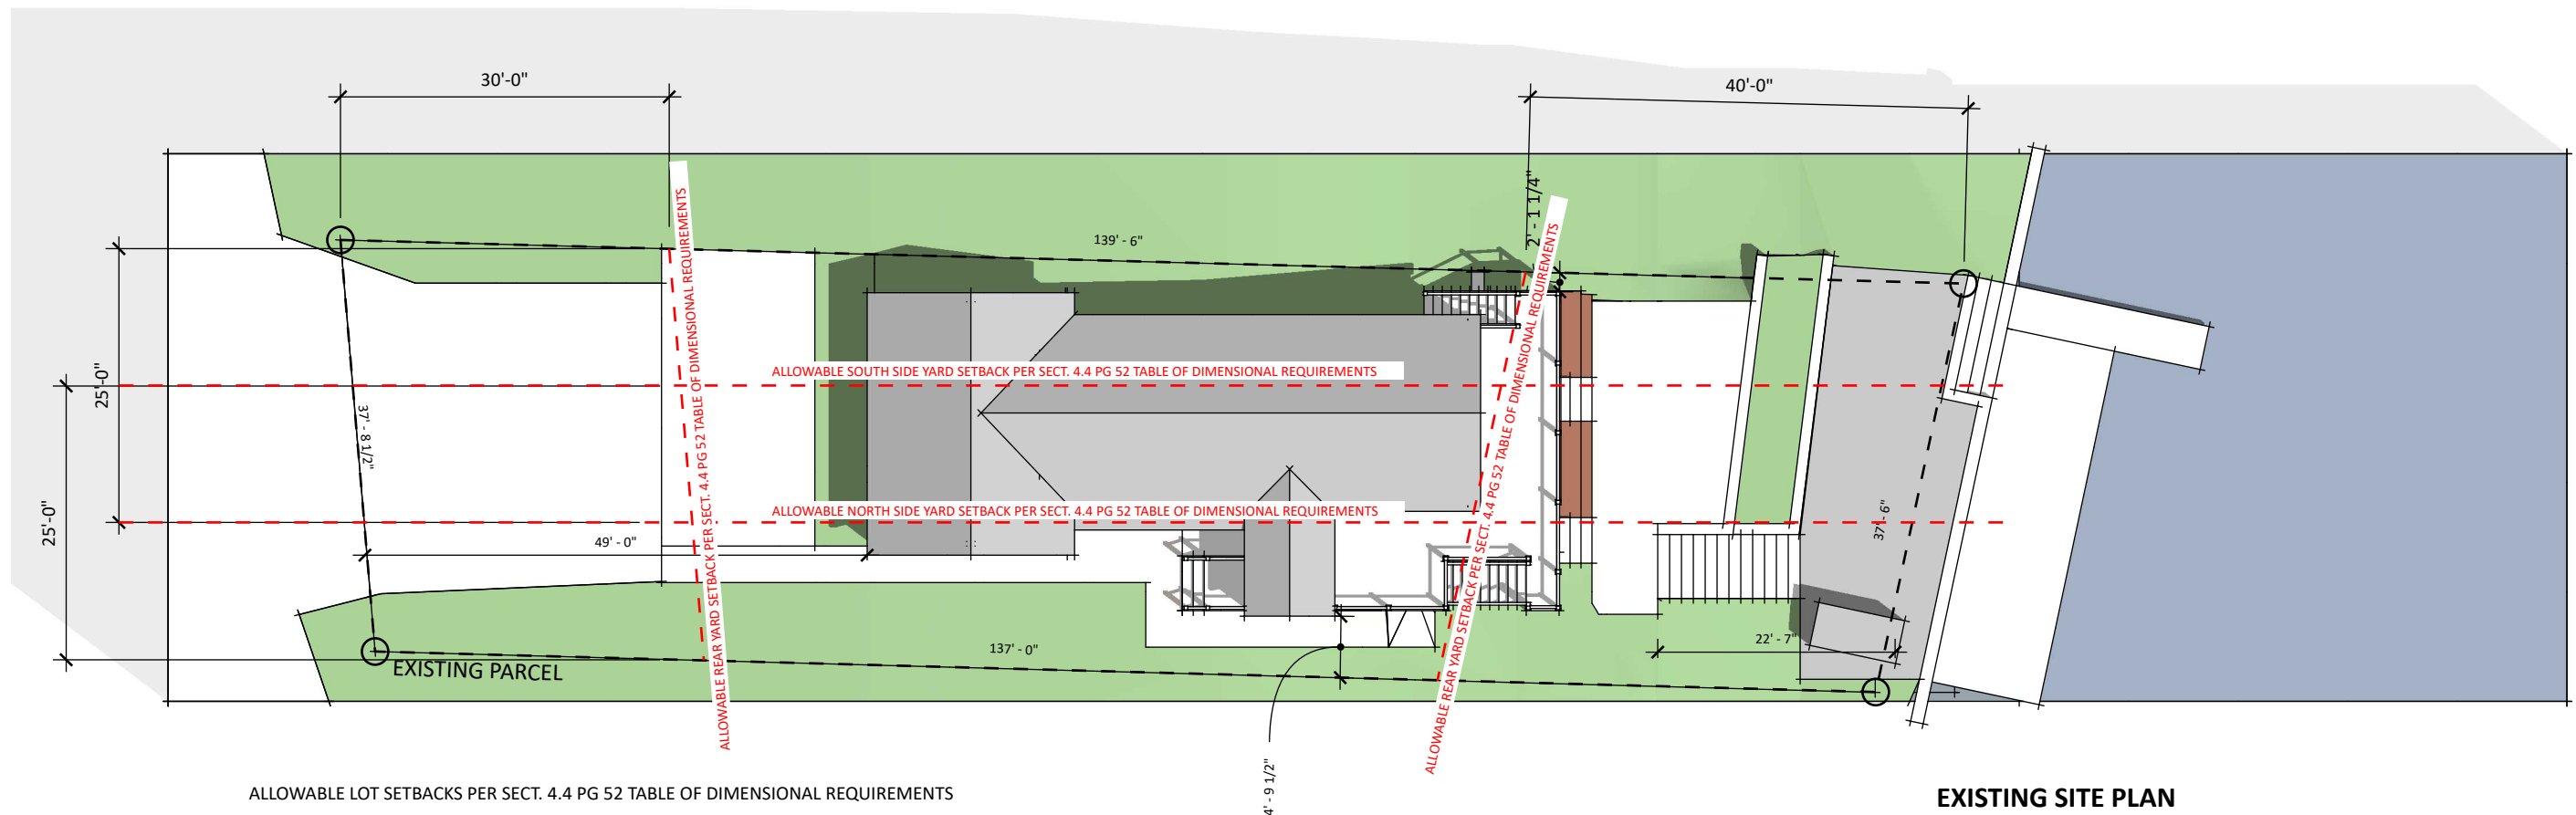 30'-0"
40'-0"
2' - 1 1/4"
139' - 6"
ALLOWABLE REAR YARD SETBACK PER SECT. 4.4 PG 52 TABLE OF DIMENSIONAL REQUIREMENTS
ALLOWABLE REAR YARD SETBACK PER SECT. 4.4 PG 52 TABLE OF DIMENSIONAL REQUIREMENTS
25'-0"
ALLOWABLE SOUTH SIDE YARD SETBACK PER SECT. 4.4 PG 52 TABLE OF DIMENSIONAL REQUIREMENTS
37' - 8 1/2"
25'-0"
ALLOWABLE NORTH SIDE YARD SETBACK PER SECT. 4.4 PG 52 TABLE OF DIMENSIONAL REQUIREMENTS
37' - 6"
49' - 0"
22' - 7"
137' - 0"
EXISTING PARCEL
4' - 9 1/2"
ALLOWABLE LOT SETBACKS PER SECT. 4.4 PG 52 TABLE OF DIMENSIONAL REQUIREMENTS
EXISTING SITE PLAN